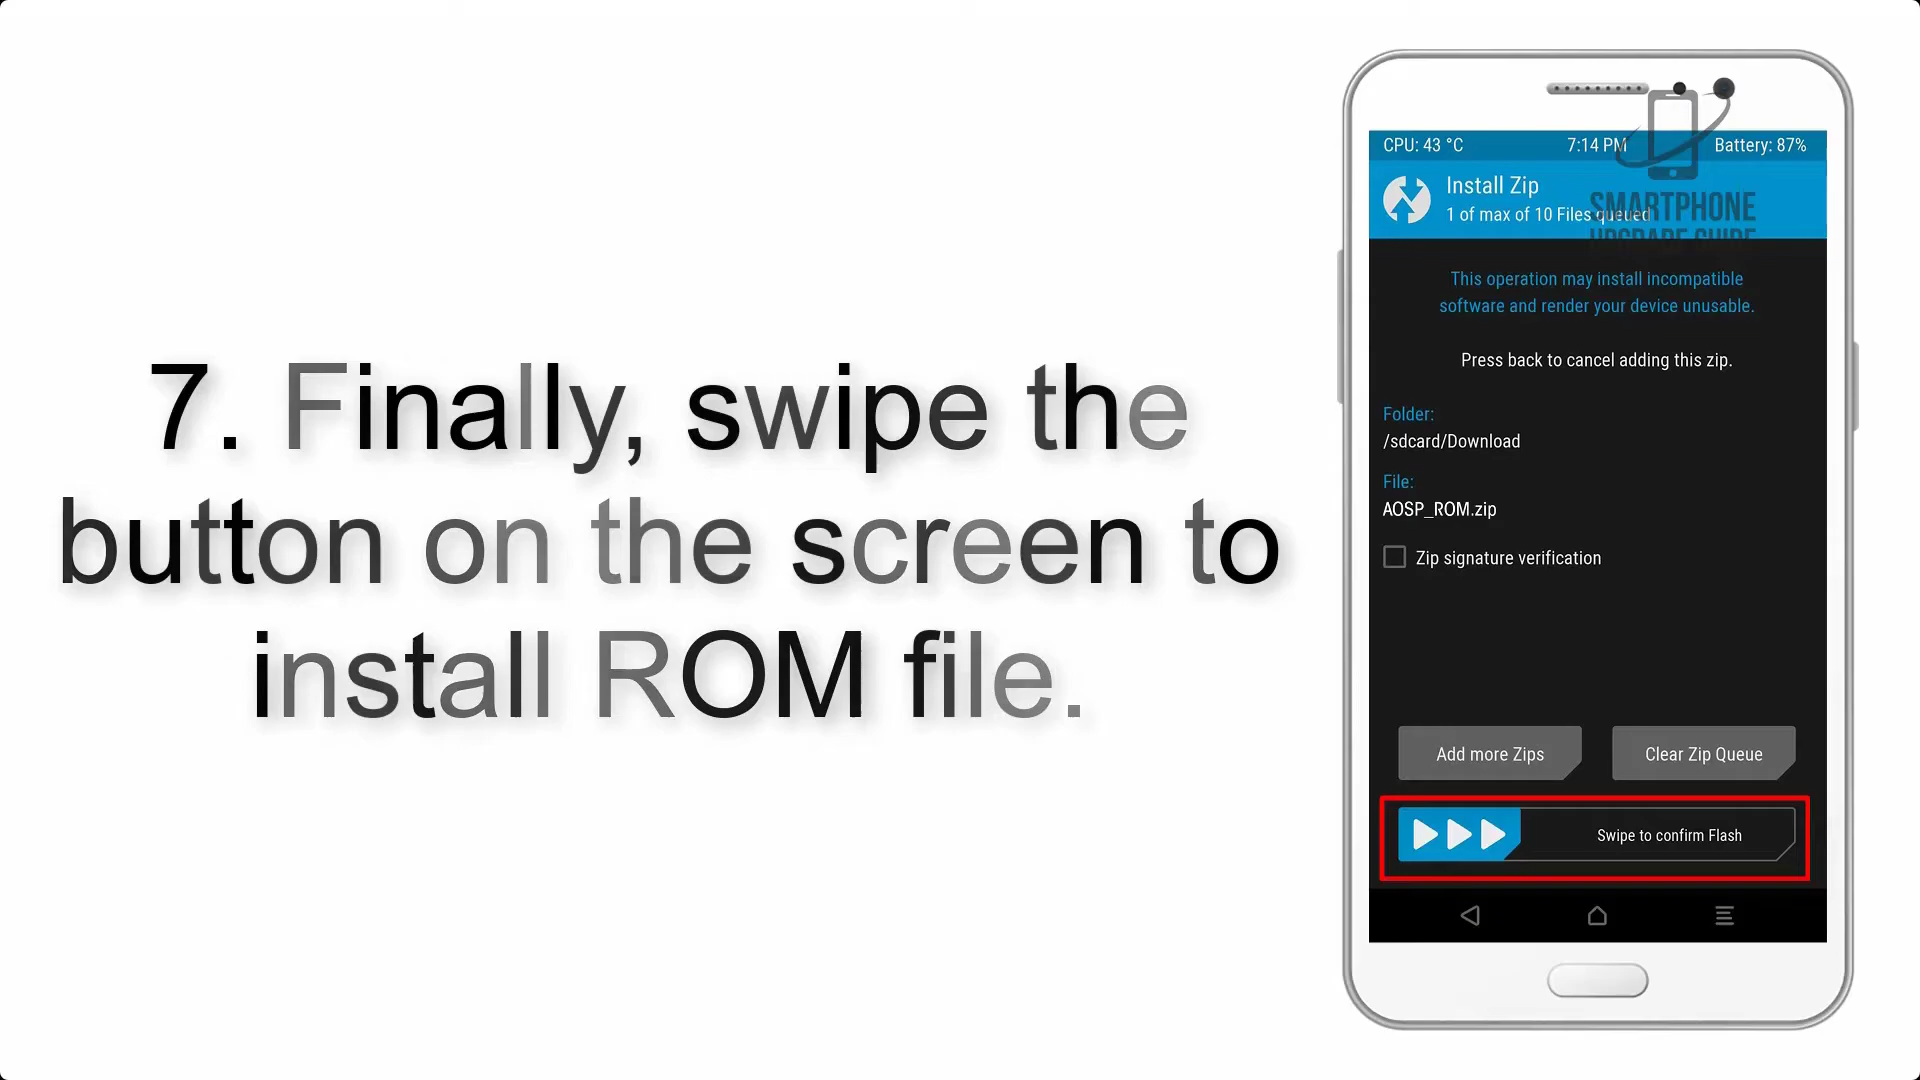 7. Finally, swipe the
button on the screen to
install ROM file.
CPU: 43 °C 7:14 PM Battery: 87%
Install Zip
1 of max of 10 Files queued
SMARTPHONE
UPGRADE GUIDE
This operation may install incompatible
software and render your device unusable.
Press back to cancel adding this zip.
Folder:
/sdcard/Download
File:
AOSP_ROM.zip
Zip signature verification
Add more Zips Clear Zip Queue
Swipe to confirm Flash